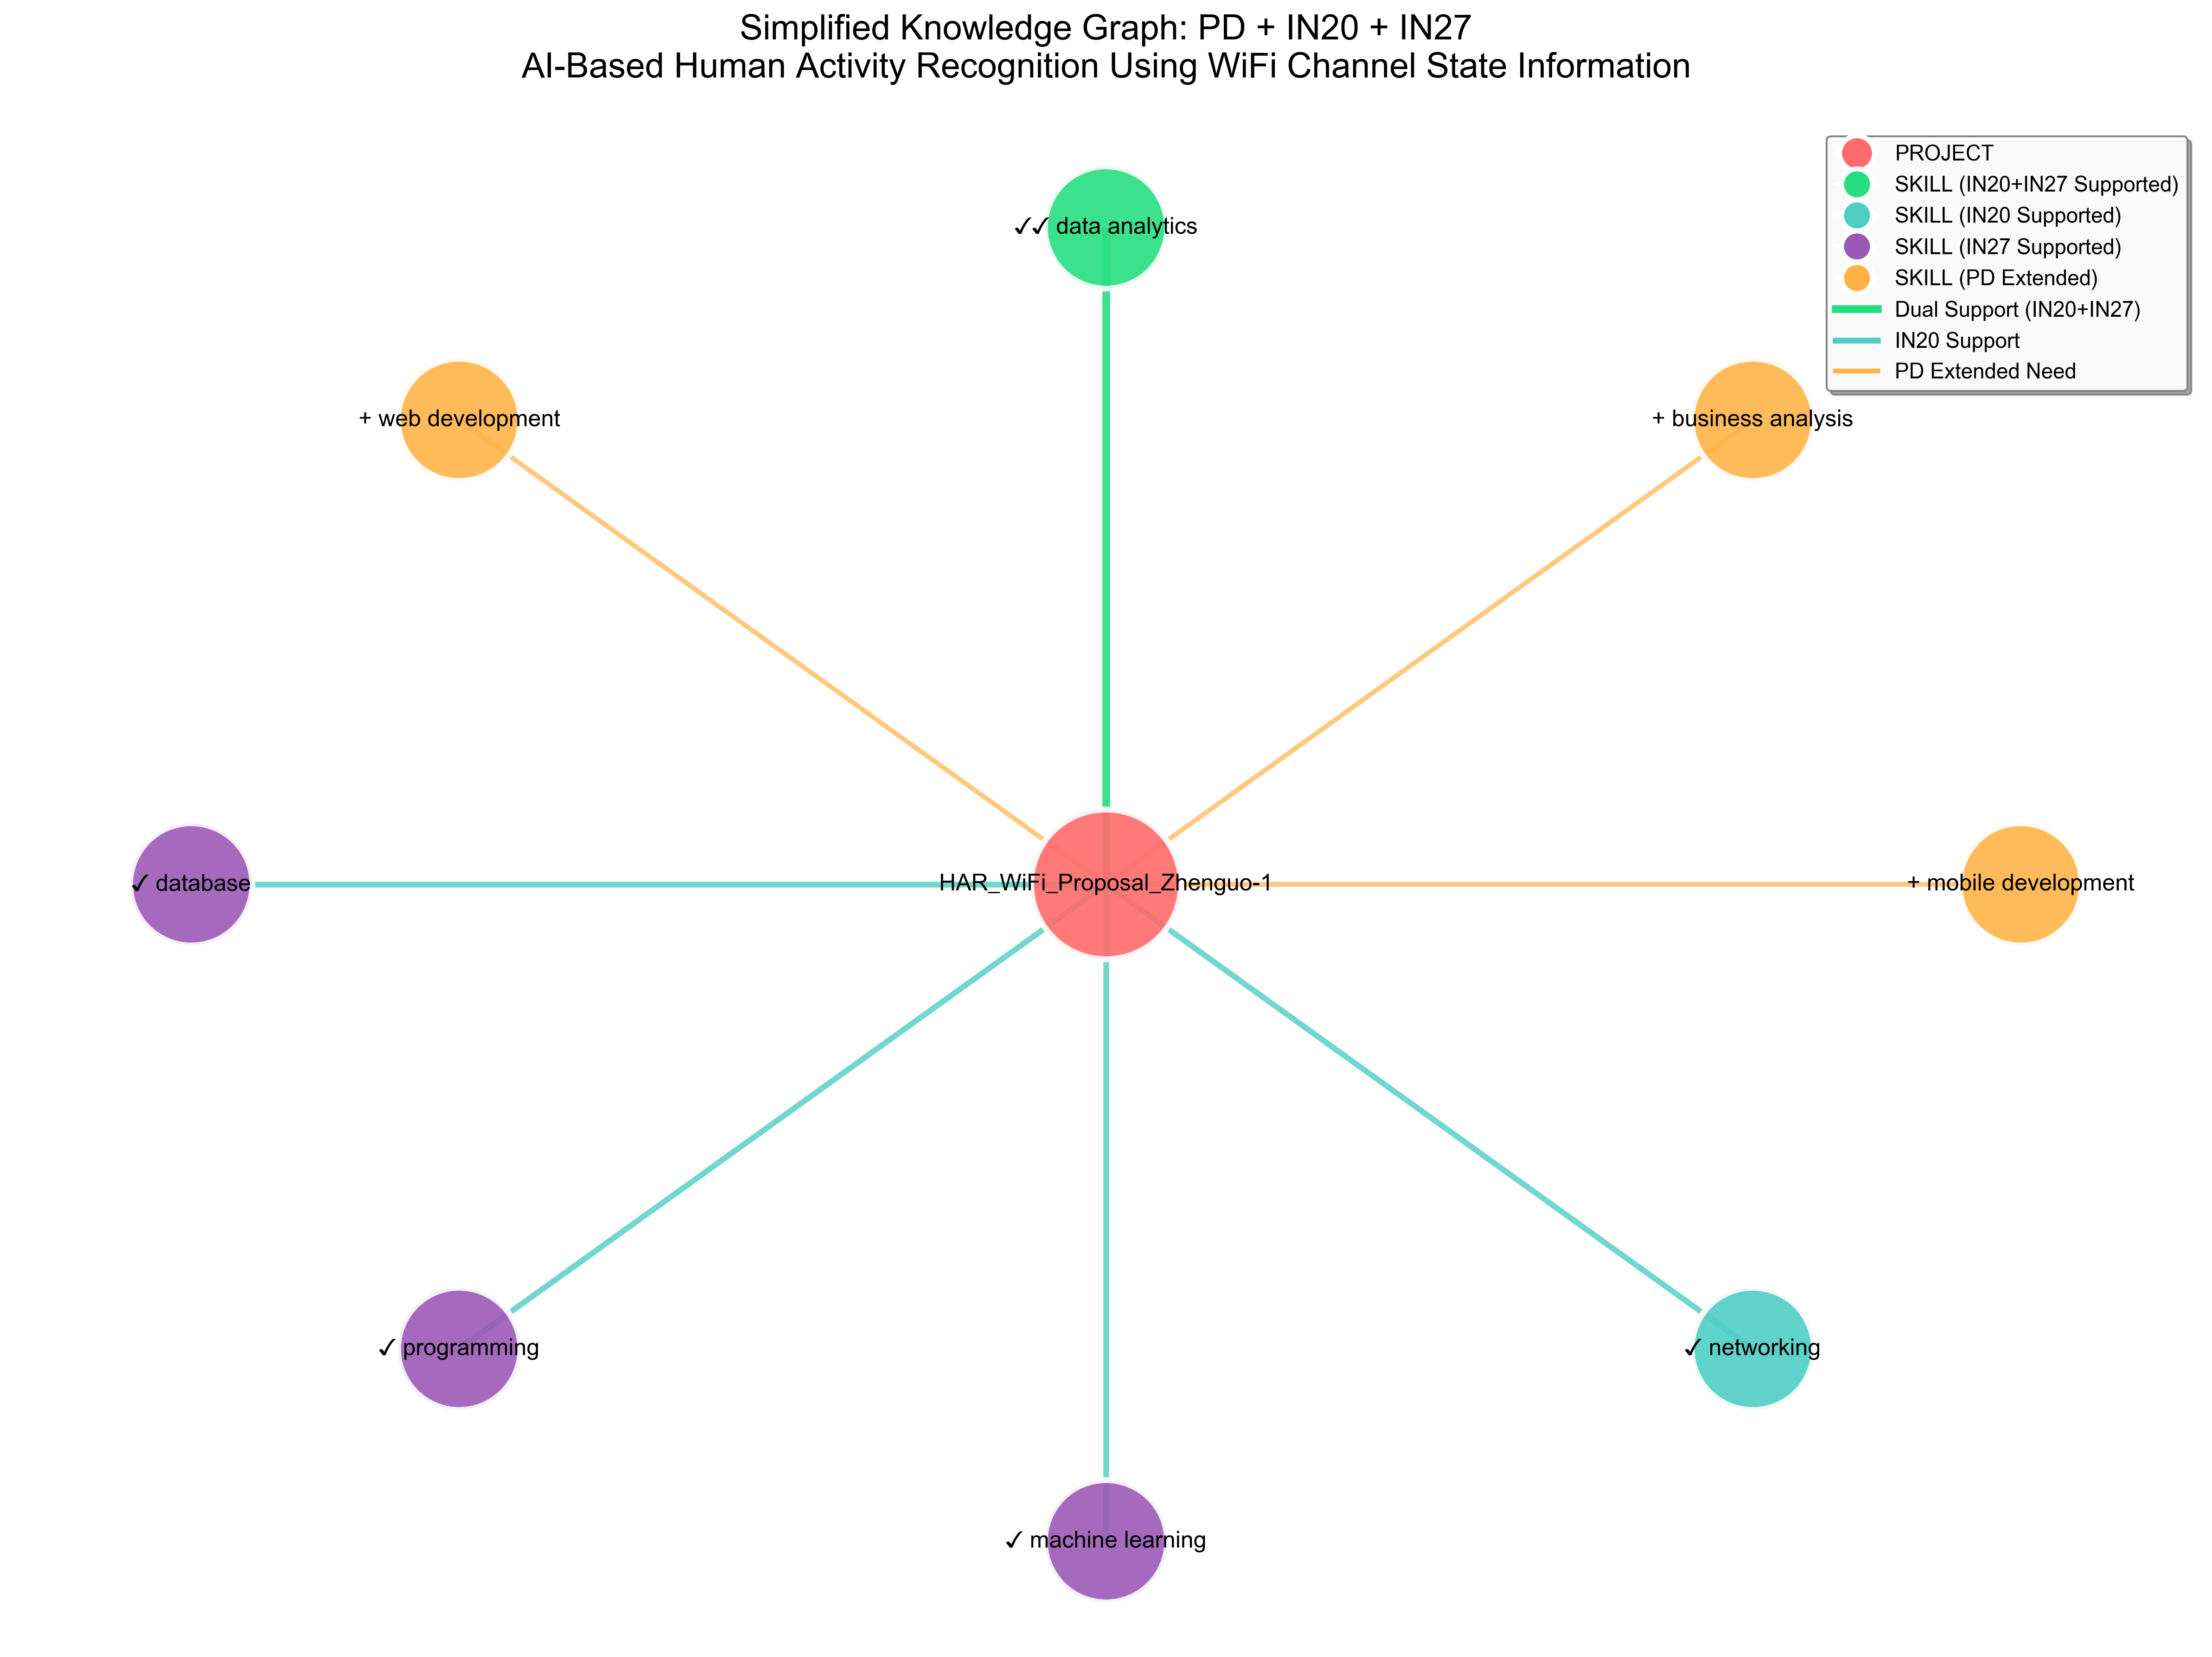 Simplified Knowledge Graph: PD + IN20 + IN27
AI-Based Human Activity Recognition Using WiFi Channel State Information
PROJECT
SKILL (IN20+IN27 Supported)
SKILL (IN20 Supported)
SKILL (IN27 Supported)
SKILL (PD Extended)
Dual Support (IN20+IN27)
IN20 Support
PD Extended Need
✓✓ data analytics
+ web development
+ business analysis
✓ database
HAR_WiFi_Proposal_Zhenguo-1
+ mobile development
✓ programming
✓ networking
✓ machine learning